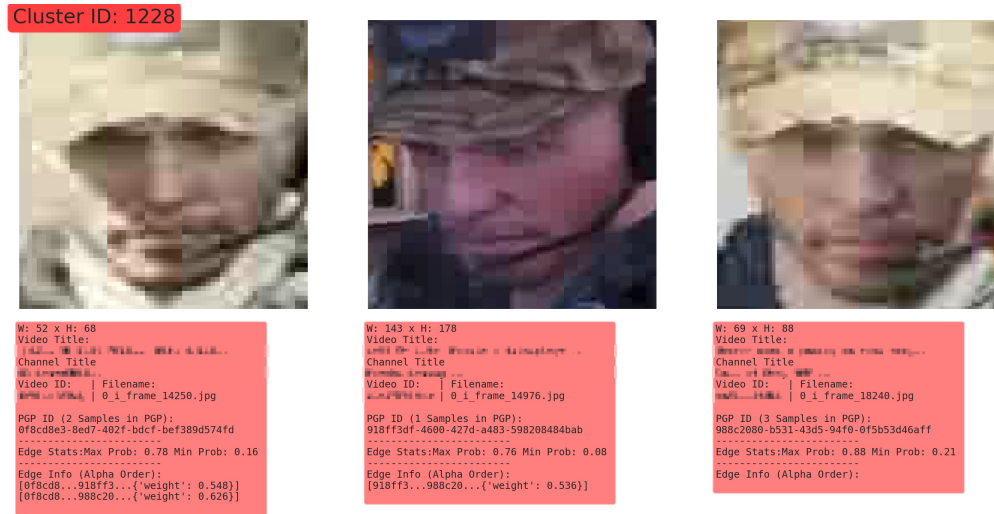 Cluster ID: 1228
W: 52 x H: 68
Video Title:
Channel Title
Video ID:   | Filename:
| 0_i_frame_14250.jpg
PGP ID (2 Samples in PGP):
0f8cd8e3-8ed7-402f-bdcf-bef389d574fd
------------------------
Edge Stats:Max Prob: 0.78 Min Prob: 0.16
------------------------
Edge Info (Alpha Order):
[0f8cd8...918ff3...{'weight': 0.548}]
[0f8cd8...988c20...{'weight': 0.626}]
W: 143 x H: 178
Video Title:
Channel Title
Video ID:   | Filename:
| 0_i_frame_14976.jpg
PGP ID (1 Samples in PGP):
918ff3df-4600-427d-a483-598208484bab
------------------------
Edge Stats:Max Prob: 0.76 Min Prob: 0.08
------------------------
Edge Info (Alpha Order):
[918ff3...988c20...{'weight': 0.536}]
W: 69 x H: 88
Video Title:
Channel Title
Video ID:   | Filename:
| 0_i_frame_18240.jpg
PGP ID (3 Samples in PGP):
988c2080-b531-43d5-94f0-0f5b53d46aff
------------------------
Edge Stats:Max Prob: 0.88 Min Prob: 0.21
------------------------
Edge Info (Alpha Order):